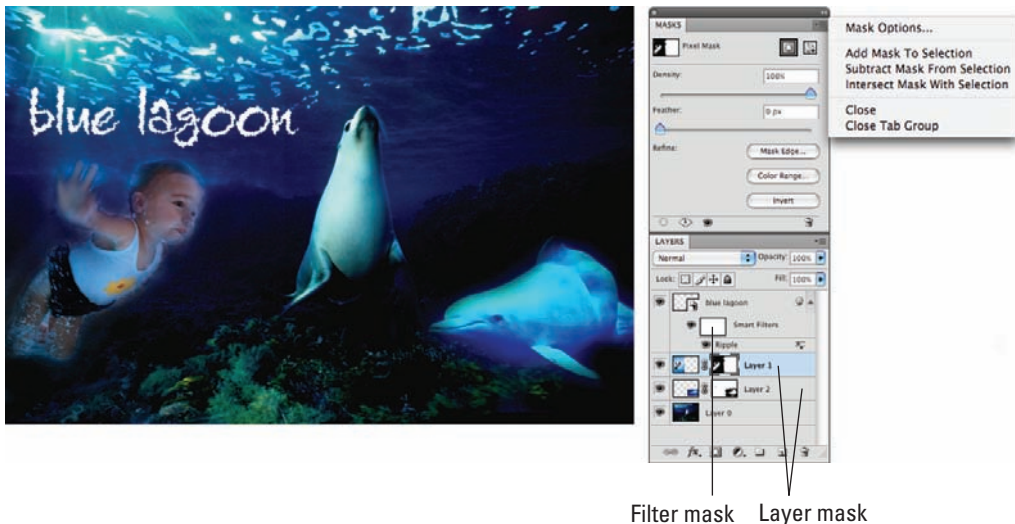 blue lagoon
MASKS
Pixel Mask
Density: 100%
Feather: 0 px
Refine:
Mask Edge...
Color Range...
Invert
Mask Options...
Add Mask To Selection
Subtract Mask From Selection
Intersect Mask With Selection
Close
Close Tab Group
LAYERS
Normal Opacity: 100%
Lock: Fill: 100%
blue lagoon
Smart Filters
Ripple
Layer 1
Layer 2
Layer 0
fx.
Filter mask Layer mask